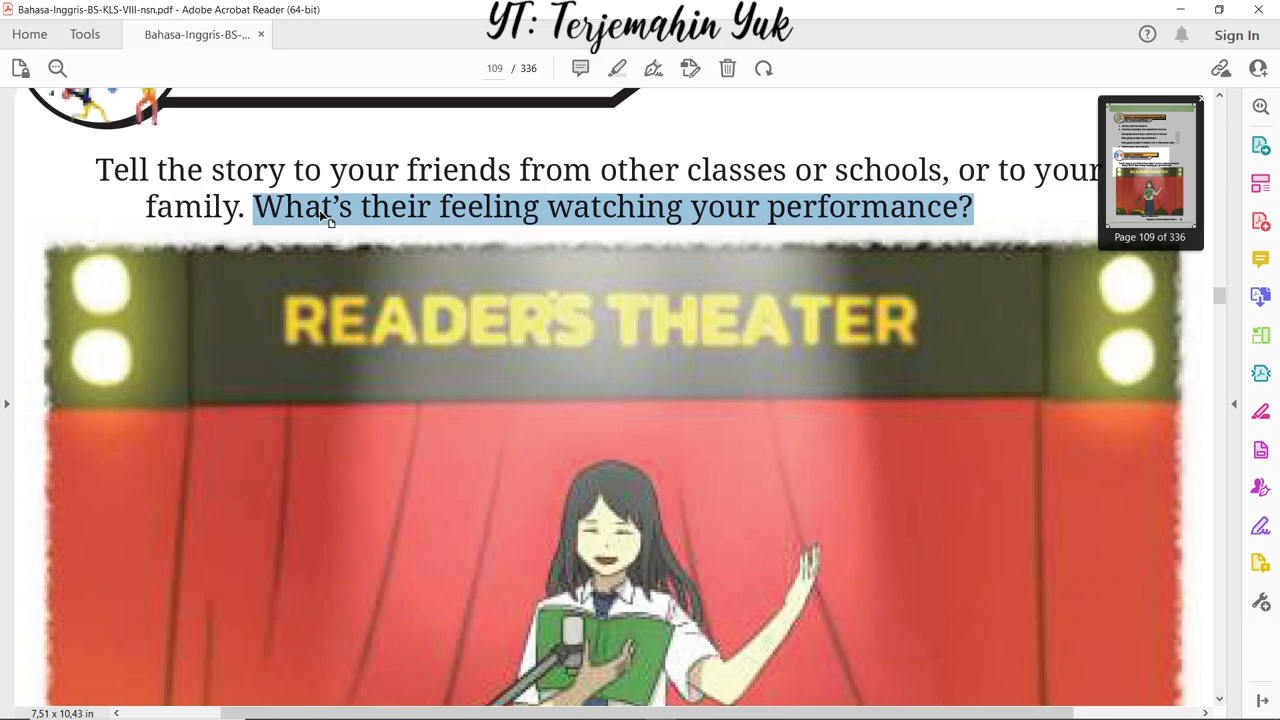 Bahasa-Inggris-BS-KLS-VIII-nsn.pdf - Adobe Acrobat Reader (64-bit)
YT: Terjemahin Yuk
Home Tools Bahasa-Inggris-BS-... × Sign In
109 / 336
Tell the story to your friends from other classes or schools, or to your
family. What's their feeling watching your performance?
Page 109 of 336
READER'S THEATER
7,51 x 10,43 in